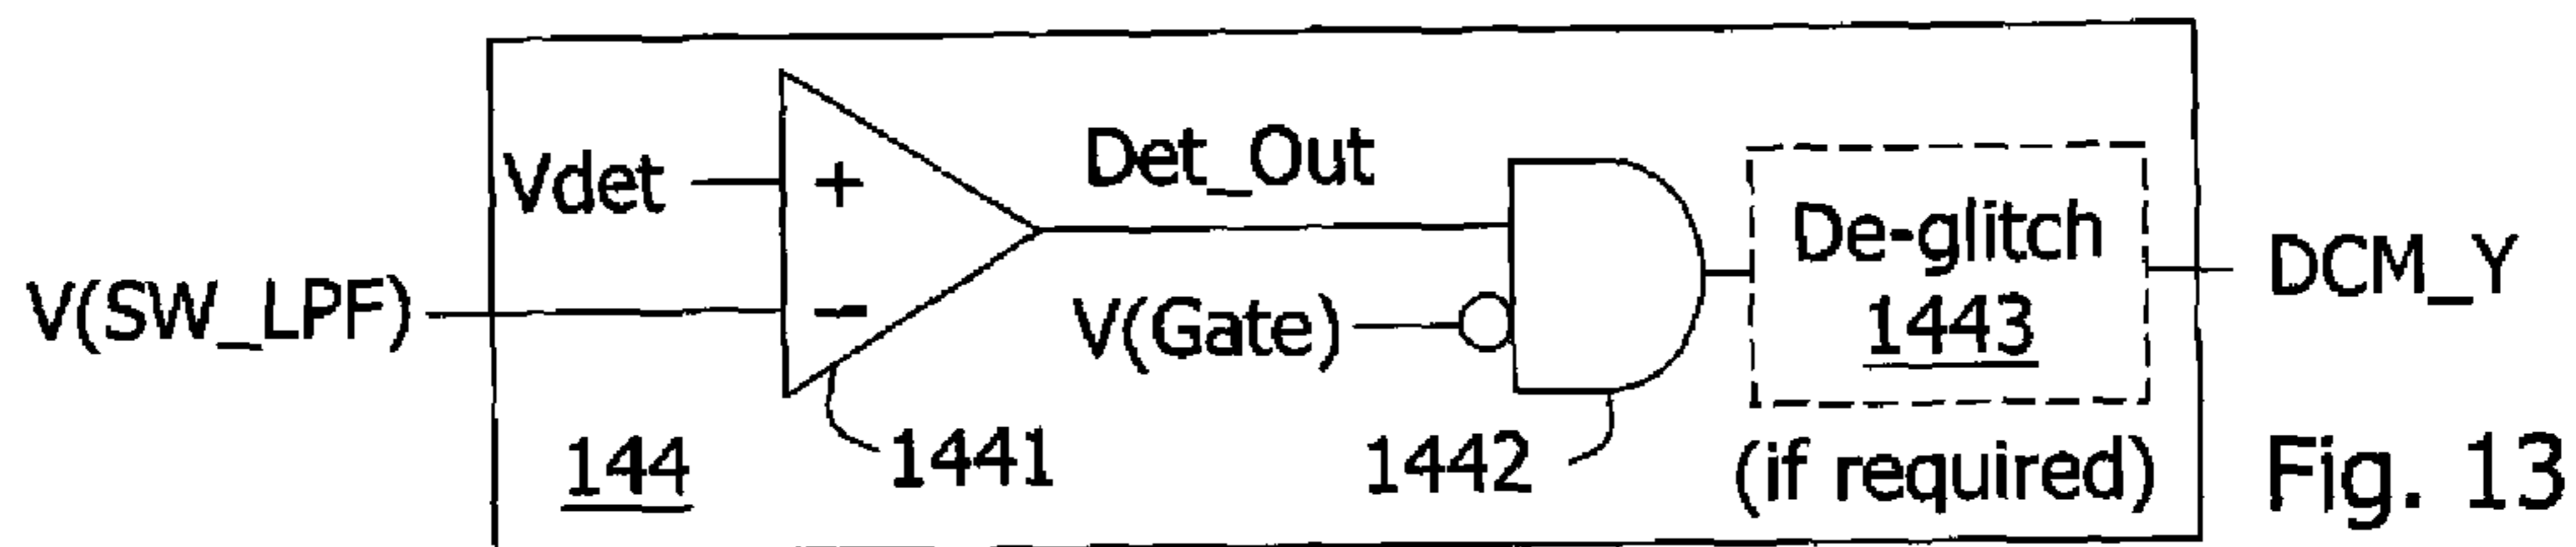 Vdet
+
Det_Out
V(SW_LPF)
−
V(Gate)
De-glitch
1443
(if required)
DCM_Y
144
1441
1442
Fig. 13